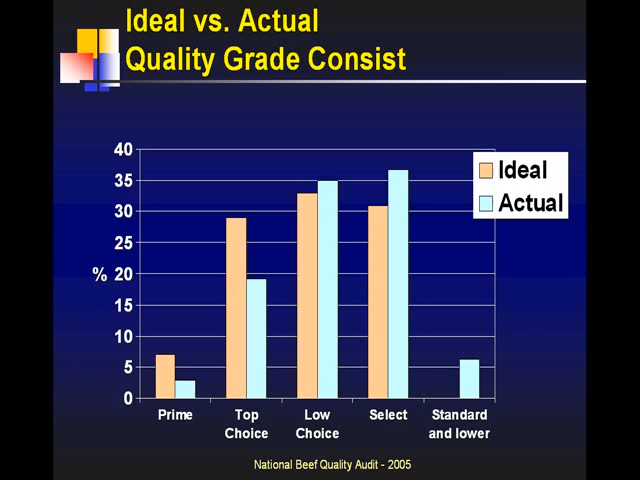 Ideal vs. Actual
Quality Grade Consist
40
35
30
25
% 20
15
10
5
0
Ideal
Actual
Prime
Top
Choice
Low
Choice
Select
Standard
and lower
National Beef Quality Audit - 2005